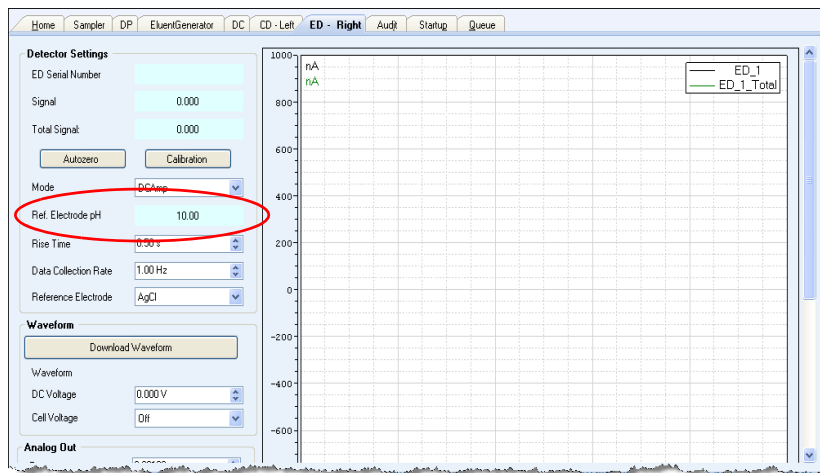 Home Sampler DP EluentGenerator DC CD - Left ED - Right Audit Startup Queue
Detector Settings
ED Serial Number
Signal 0.000
Total Signal: 0.000
Autozero Calibration
Mode DCAmp
Ref. Electrode pH 10.00
Rise Time 0.50 s
Data Collection Rate 1.00 Hz
Reference Electrode AgCl
Waveform
Download Waveform
Waveform
DC Voltage 0.000 V
Cell Voltage Off
Analog Out
nA
nA
ED_1
ED_1_Total
1000
800
600
400
200
0
-200
-400
-600